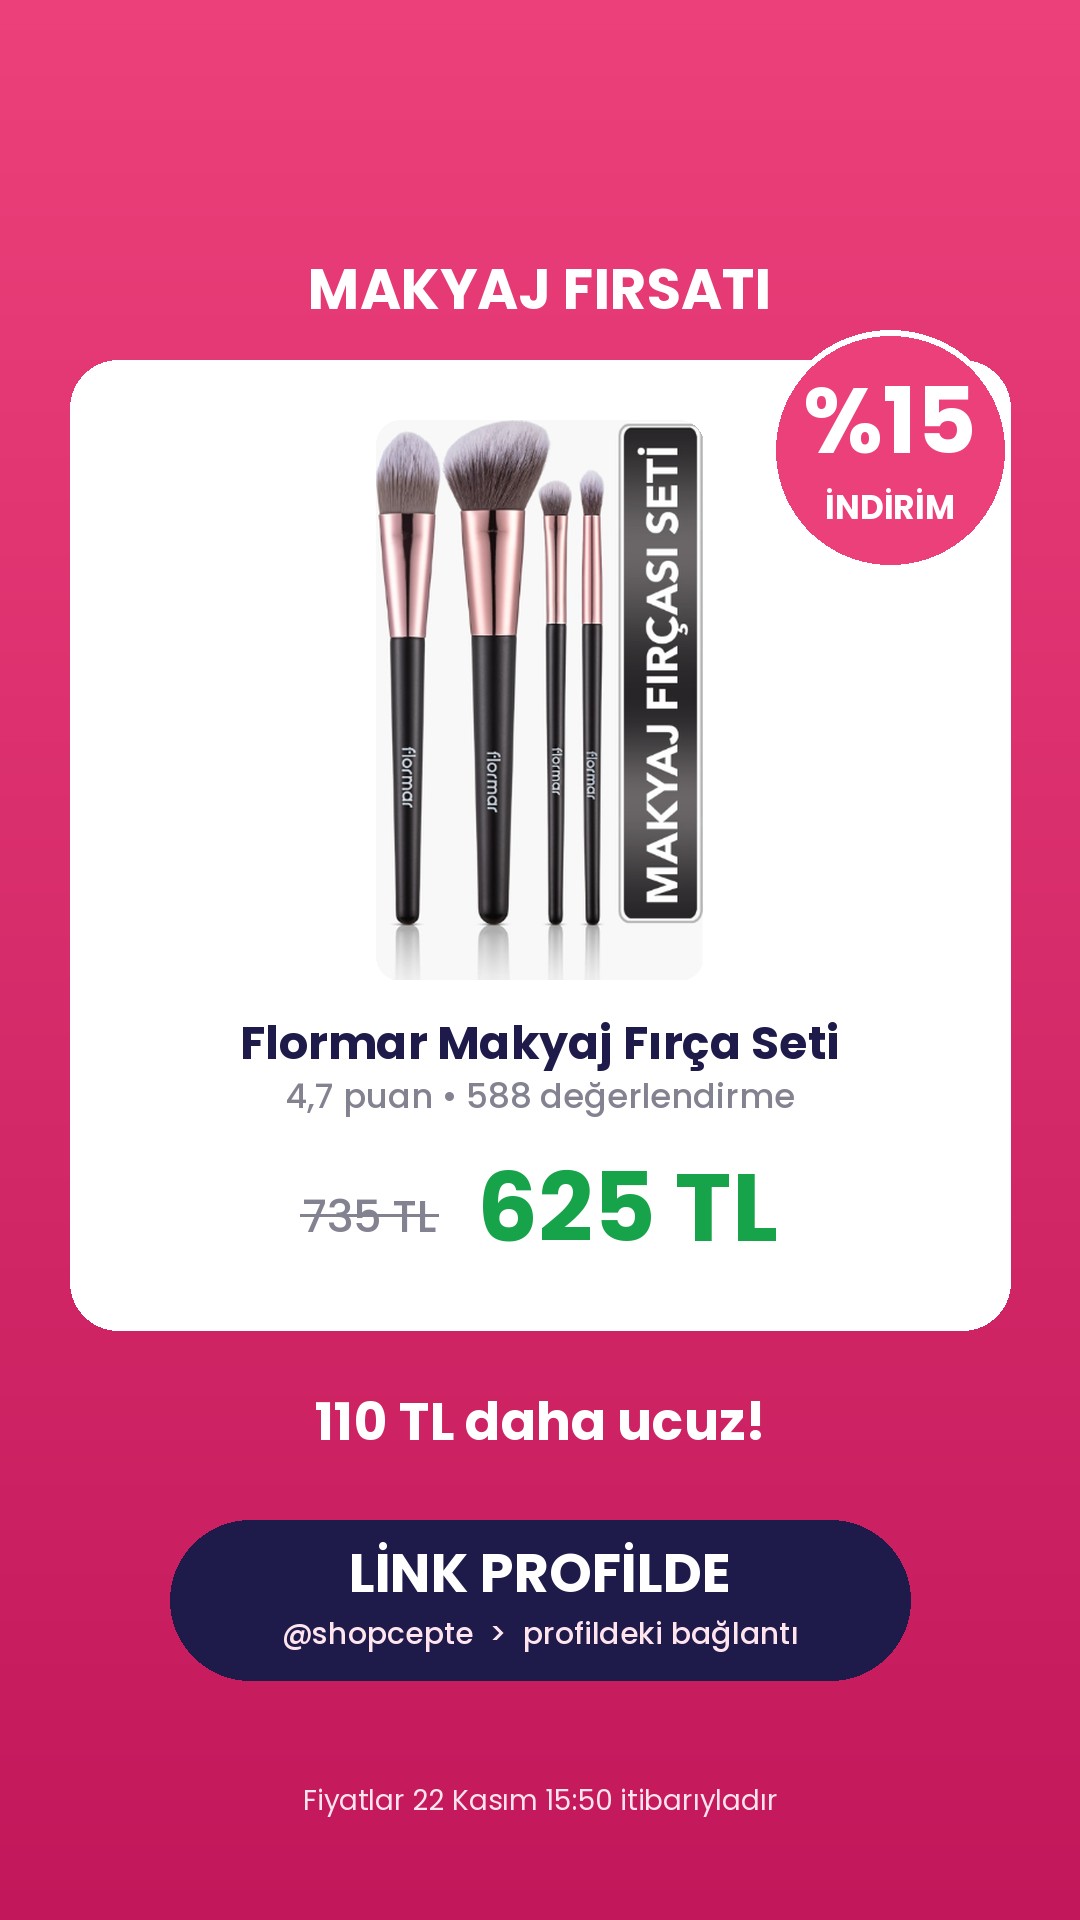 MAKYAJ FIRSATI
%15
İNDİRİM
MAKYAJ FIRÇASI SETİ
flormar
flormar
flormar
flormar
Flormar Makyaj Fırça Seti
4,7 puan • 588 değerlendirme
735 TL 625 TL
110 TL daha ucuz!
LİNK PROFİLDE
@shopcepte > profildeki bağlantı
Fiyatlar 22 Kasım 15:50 itibarıyladır